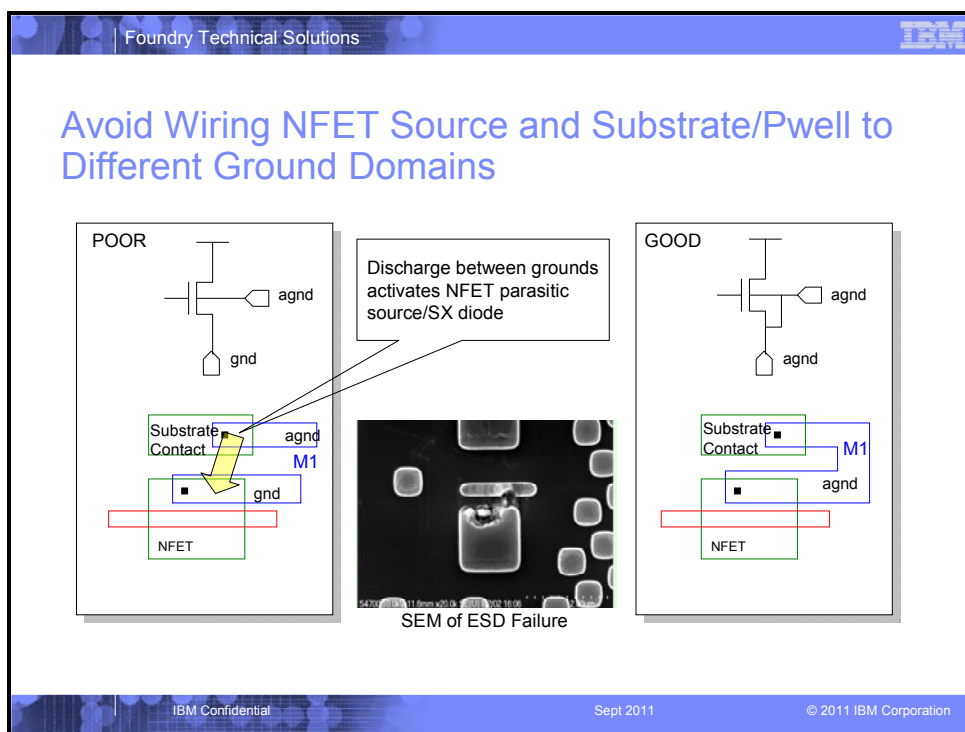 Foundry Technical Solutions
IBM
Avoid Wiring NFET Source and Substrate/Pwell to
Different Ground Domains
POOR
agnd
gnd
Substrate
Contact
agnd
M1
gnd
NFET
Discharge between grounds
activates NFET parasitic
source/SX diode
SEM of ESD Failure
GOOD
agnd
agnd
Substrate
Contact
M1
agnd
NFET
IBM Confidential
Sept 2011
© 2011 IBM Corporation